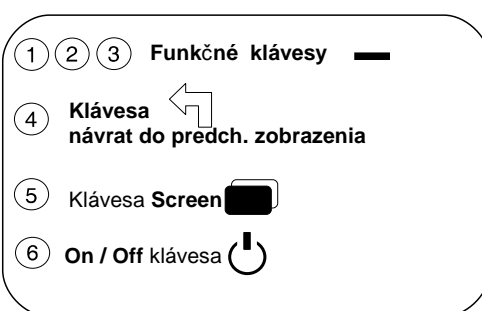 1 2 3 Funkčné klávesy
4 Klávesa
návrat do predch. zobrazenia
5 Klávesa Screen
6 On / Off klávesa